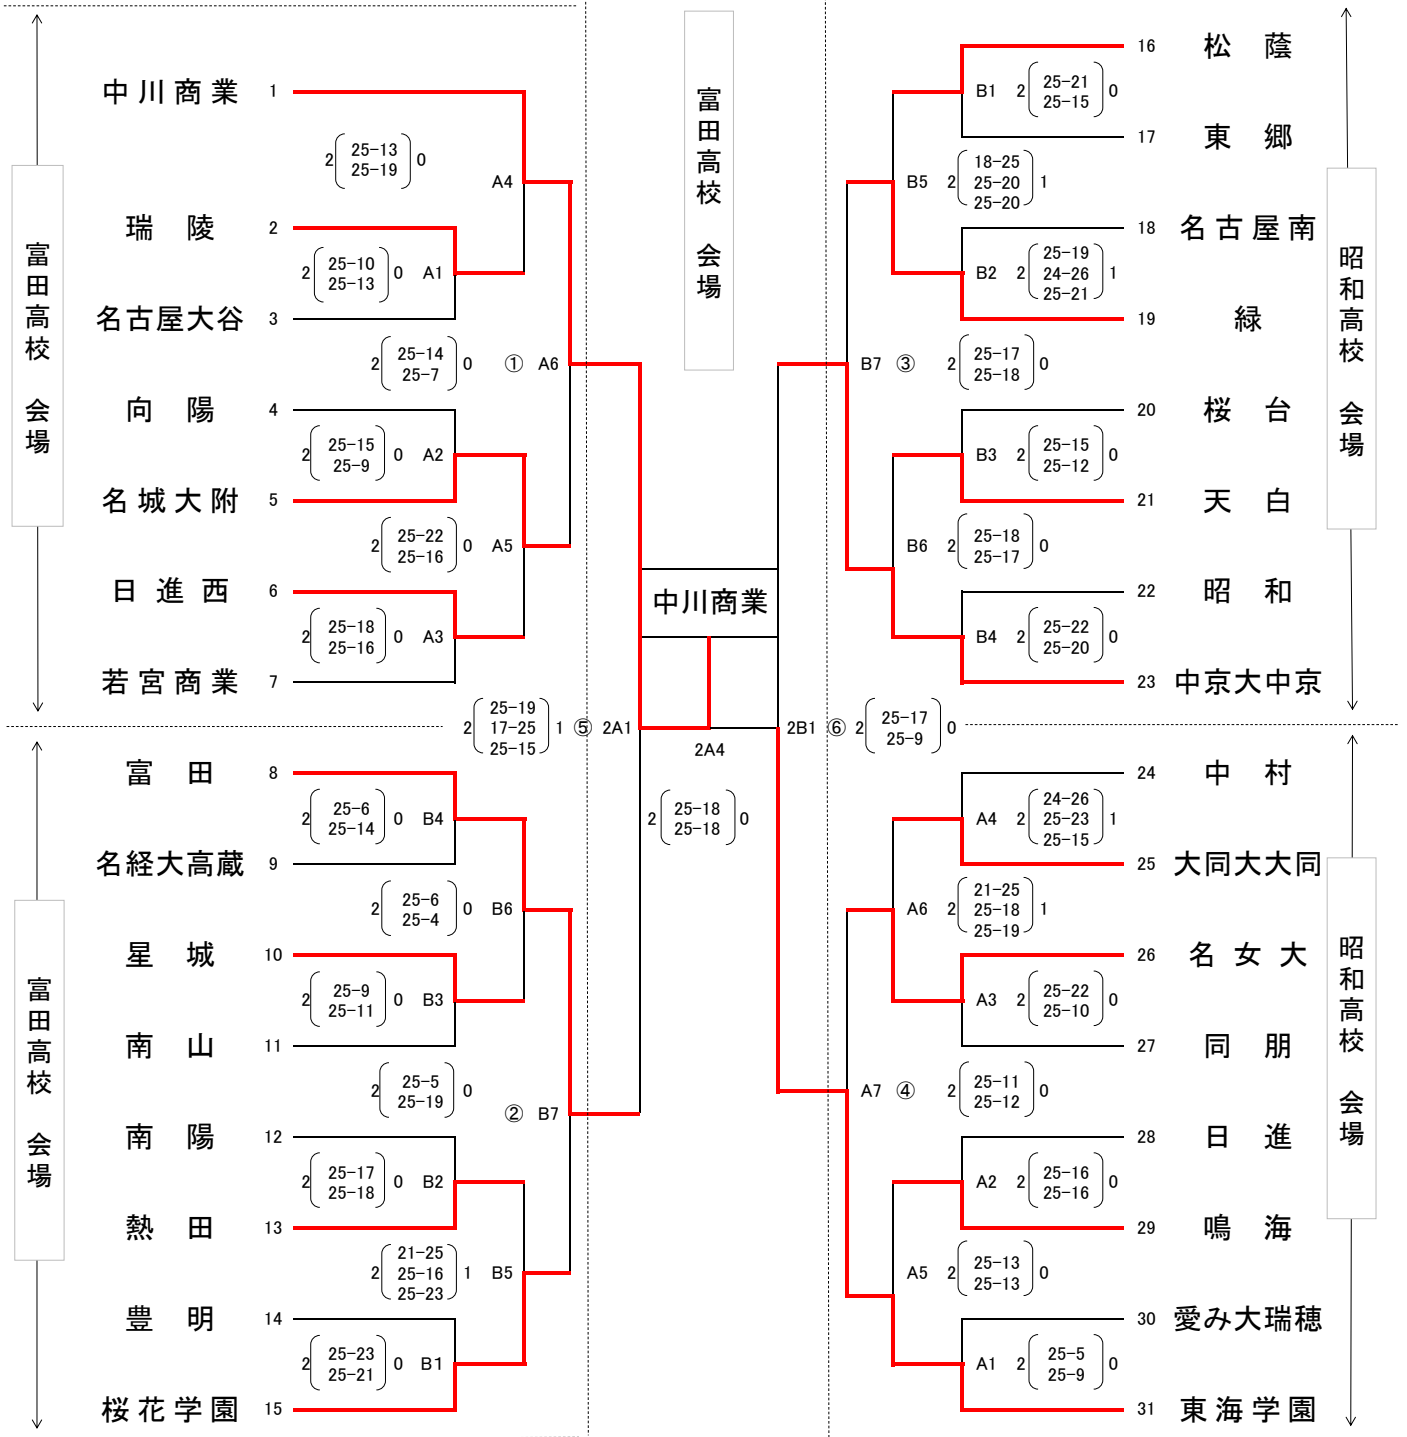 富田高校 会場
中川商業 1
2 25-13 0
25-19
A4
瑞陵 2
2 25-10 0 A1
25-13
名古屋大谷 3
2 25-14 0 ① A6
25-7
向陽 4
2 25-15 0 A2
25-9
名城大附 5
2 25-22 0 A5
25-16
日進西 6
2 25-18 0 A3
25-16
若宮商業 7
富田高校 会場
富田 8
2 25-6 0 B4
25-14
名経大高蔵 9
2 25-6 0 B6
25-4
星城 10
2 25-9 0 B3
25-11
南山 11
2 25-5 0
25-19
② B7
南陽 12
2 25-17 0 B2
25-18
熱田 13
21-25
2 25-16 1 B5
25-23
豊明 14
2 25-23 0 B1
25-21
桜花学園 15
富田高校 会場
中川商業
25-19
2 17-25 1 ⑤ 2A1
25-15
2A4
2 25-18 0
25-18
2B1 ⑥ 2 25-17 0
25-9
昭和高校 会場
16 松蔭
B1 2 25-21 0
25-15
17 東郷
18-25
B5 2 25-20 1
25-20
18 名古屋南
25-19
B2 2 24-26 1
25-21
19 緑
B7 ③ 2 25-17 0
25-18
20 桜台
B3 2 25-15 0
25-12
21 天白
B6 2 25-18 0
25-17
22 昭和
B4 2 25-22 0
25-20
23 中京大中京
昭和高校 会場
24 中村
24-26
A4 2 25-23 1
25-15
25 大同大大同
21-25
A6 2 25-18 1
25-19
26 名女大
A3 2 25-22 0
25-10
27 同朋
A7 ④ 2 25-11 0
25-12
28 日進
A2 2 25-16 0
25-16
29 鳴海
A5 2 25-13 0
25-13
30 愛み大瑞穂
A1 2 25-5 0
25-9
31 東海学園